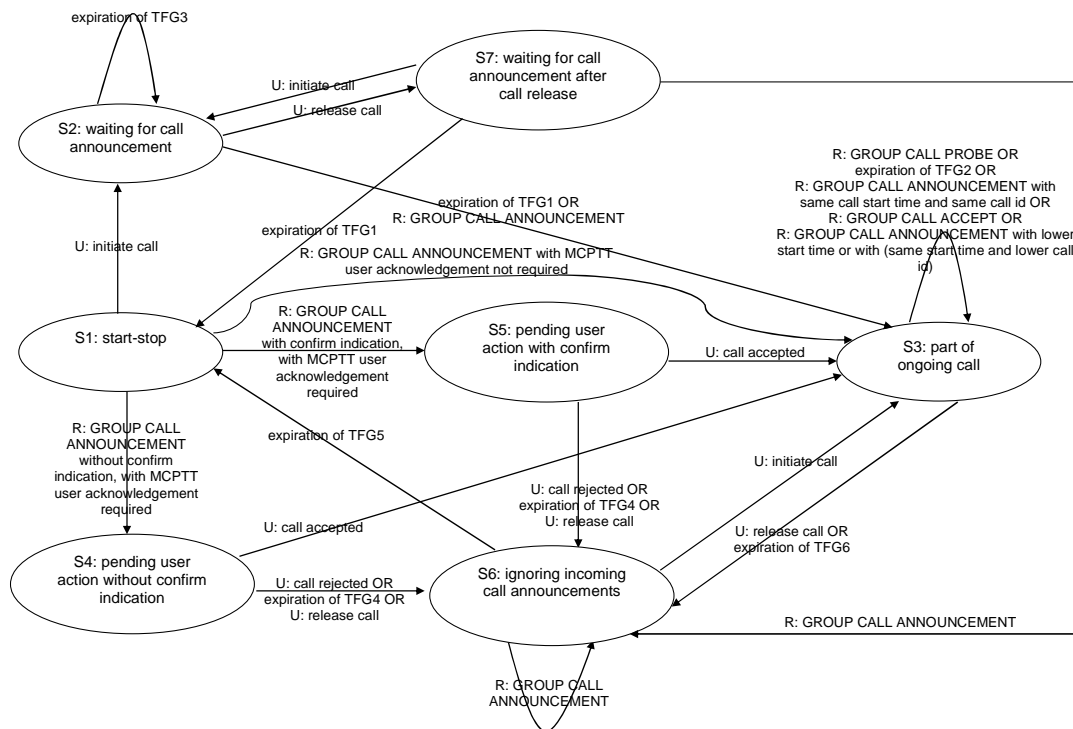 expiration of TFG3
S7: waiting for call
announcement after
call release
U: initiate call
U: release call
S2: waiting for call
announcement
R: GROUP CALL PROBE OR
expiration of TFG2 OR
R: GROUP CALL ANNOUNCEMENT with
same call start time and same call id OR
R: GROUP CALL ACCEPT OR
R: GROUP CALL ANNOUNCEMENT with lower
start time or with (same start time and lower call
id)
expiration of TFG1 OR
R: GROUP CALL ANNOUNCEMENT
U: initiate call
expiration of TFG1
R: GROUP CALL ANNOUNCEMENT with MCPTT
user acknowledgement not required
S1: start-stop
R: GROUP CALL
ANNOUNCEMENT
with confirm indication,
with MCPTT user
acknowledgement
required
S5: pending user
action with confirm
indication
U: call accepted
S3: part of
ongoing call
R: GROUP CALL
ANNOUNCEMENT
without confirm
indication, with MCPTT
user acknowledgement
required
expiration of TFG5
U: initiate call
U: call rejected OR
expiration of TFG4 OR
U: release call
U: call accepted
U: release call OR
expiration of TFG6
S4: pending user
action without confirm
indication
U: call rejected OR
expiration of TFG4 OR
U: release call
S6: ignoring incoming
call announcements
R: GROUP CALL ANNOUNCEMENT
R: GROUP CALL
ANNOUNCEMENT